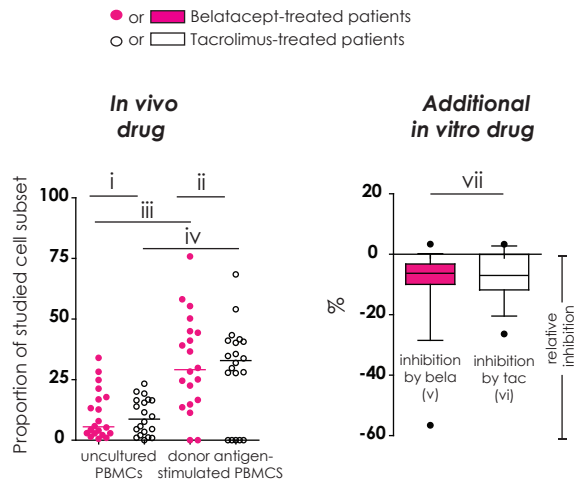 or Belatacept-treated patients
or Tacrolimus-treated patients
In vivo
drug
Proportion of studied cell subset
100
75
50
25
0
i
ii
iii
iv
uncultured
PBMCs
donor antigen-
stimulated PBMCS
Additional
in vitro drug
%
20
0
-20
-40
-60
vii
inhibition
by bela
(v)
inhibition
by tac
(vi)
relative
inhibition